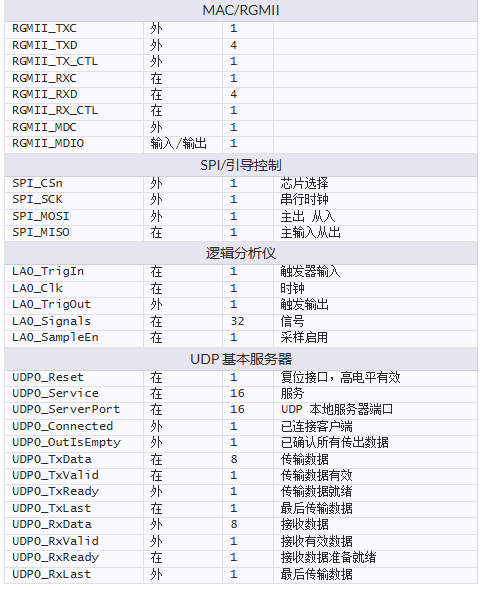 MAC/RGMII
RGMII_TXC 外 1
RGMII_TXD 外 4
RGMII_TX_CTL 外 1
RGMII_RXC 在 1
RGMII_RXD 在 4
RGMII_RX_CTL 在 1
RGMII_MDC 外 1
RGMII_MDIO 输入/输出 1
SPI/引导控制
SPI_CSn 外 1 芯片选择
SPI_SCK 外 1 串行时钟
SPI_MOSI 外 1 主出 从入
SPI_MISO 在 1 主输入从出
逻辑分析仪
LA0_TrigIn 在 1 触发器输入
LA0_Clk 在 1 时钟
LA0_TrigOut 外 1 触发输出
LA0_Signals 在 32 信号
LA0_SampleEn 在 1 采样启用
UDP 基本服务器
UDP0_Reset 在 1 复位接口，高电平有效
UDP0_Service 在 16 服务
UDP0_ServerPort 在 16 UDP 本地服务器端口
UDP0_Connected 外 1 已连接客户端
UDP0_OutIsEmpty 外 1 已确认所有传出数据
UDP0_TxData 在 8 传输数据
UDP0_TxValid 在 1 传输数据有效
UDP0_TxReady 外 1 传输数据就绪
UDP0_TxLast 在 1 最后传输数据
UDP0_RxData 外 8 接收数据
UDP0_RxValid 外 1 接收有效数据
UDP0_RxReady 在 1 接收数据准备就绪
UDP0_RxLast 外 1 最后传输数据